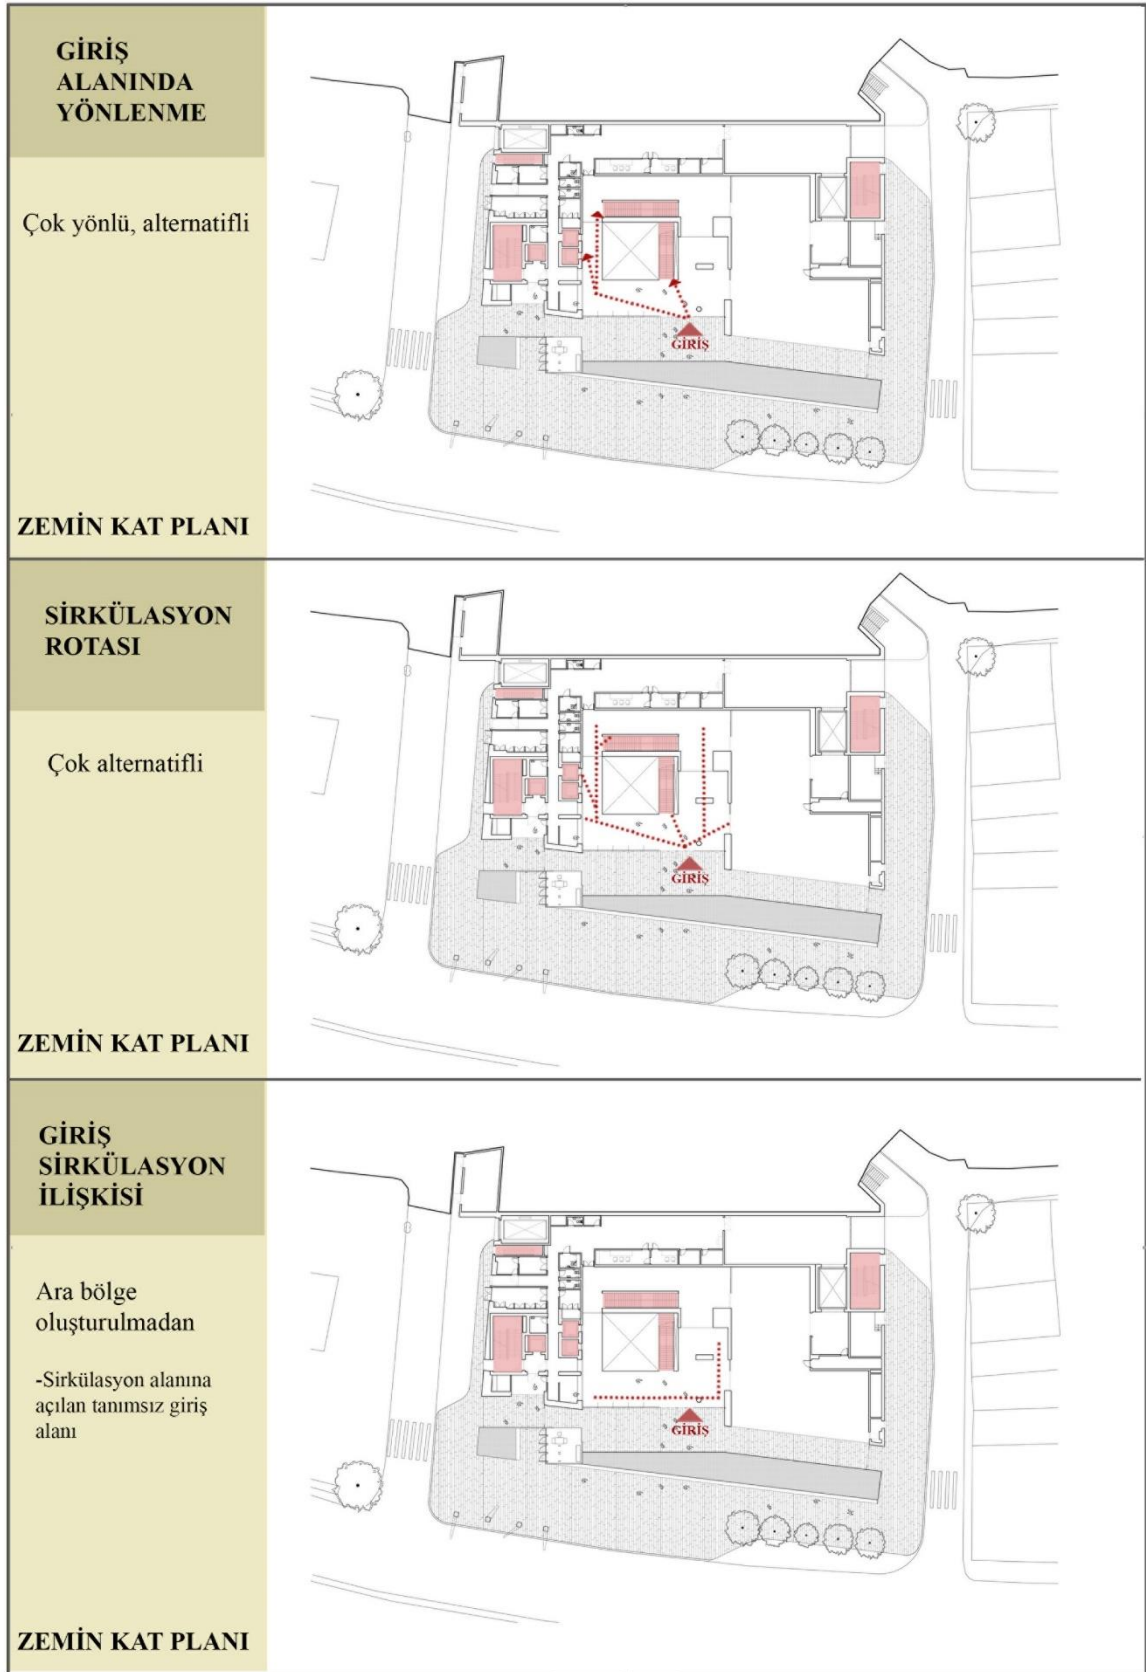 GİRİŞ
ALANINDA
YÖNLENME
Çok yönlü, alternatifli
ZEMİN KAT PLANI
GİRİŞ
SİRKÜLASYON
ROTASI
Çok alternatifli
ZEMİN KAT PLANI
GİRİŞ
GİRİŞ
SİRKÜLASYON
İLİŞKİSİ
Ara bölge
oluşturulmadan
-Sirkülasyon alanına
açılan tanımsız giriş
alanı
ZEMİN KAT PLANI
GİRİŞ